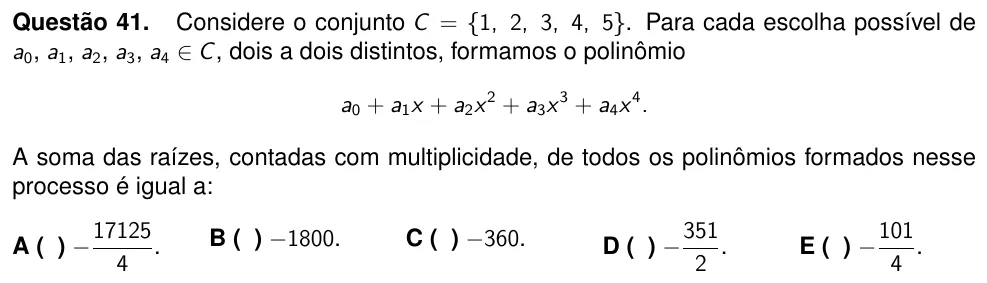 Questão 41. Considere o conjunto C = {1, 2, 3, 4, 5}. Para cada escolha possível de
a₀, a₁, a₂, a₃, a₄ ∈ C, dois a dois distintos, formamos o polinômio
a₀ + a₁x + a₂x² + a₃x³ + a₄x⁴.
A soma das raízes, contadas com multiplicidade, de todos os polinômios formados nesse
processo é igual a:
A ( ) −17125/4. B ( ) −1800. C ( ) −360. D ( ) −351/2. E ( ) −101/4.